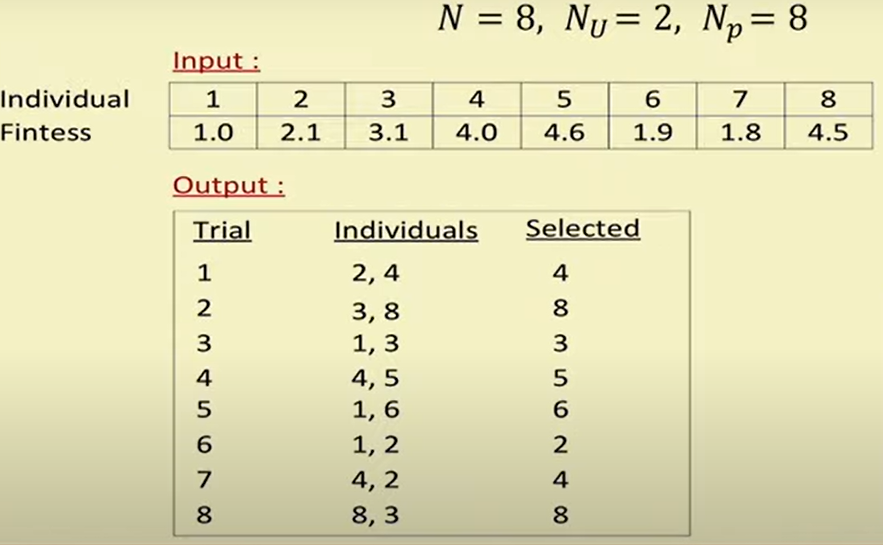 N = 8, N_U = 2, N_p = 8
Input :
Individual 1 2 3 4 5 6 7 8
Fintess 1.0 2.1 3.1 4.0 4.6 1.9 1.8 4.5
Output :
Trial Individuals Selected
1 2, 4 4
2 3, 8 8
3 1, 3 3
4 4, 5 5
5 1, 6 6
6 1, 2 2
7 4, 2 4
8 8, 3 8